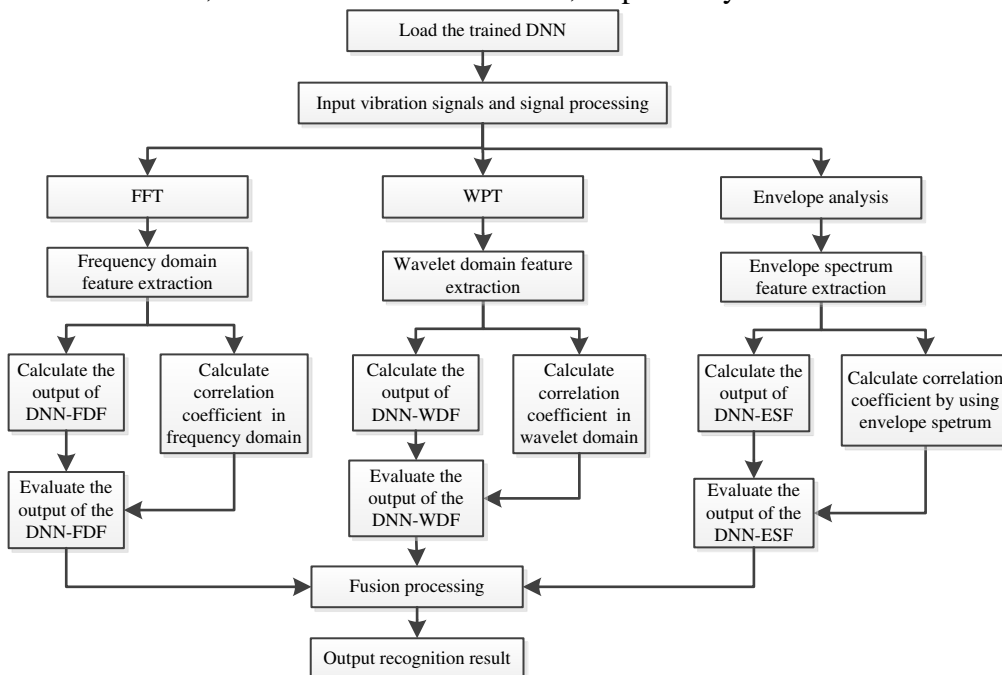 Load the trained DNN
Input vibration signals and signal processing
FFT
WPT
Envelope analysis
Frequency domain
feature extraction
Wavelet domain feature
extraction
Envelope spectrum
feature extraction
Calculate the
output of
DNN-FDF
Calculate
correlation
coefficient in
frequency domain
Calculate the
output of
DNN-WDF
Calculate
correlation
coefficient in
wavelet domain
Calculate the
output of
DNN-ESF
Calculate correlation
coefficient by using
envelope spetrum
Evaluate the
output of the
DNN-FDF
Evaluate the
output of the
DNN-WDF
Evaluate the
output of the
DNN-ESF
Fusion processing
Output recognition result